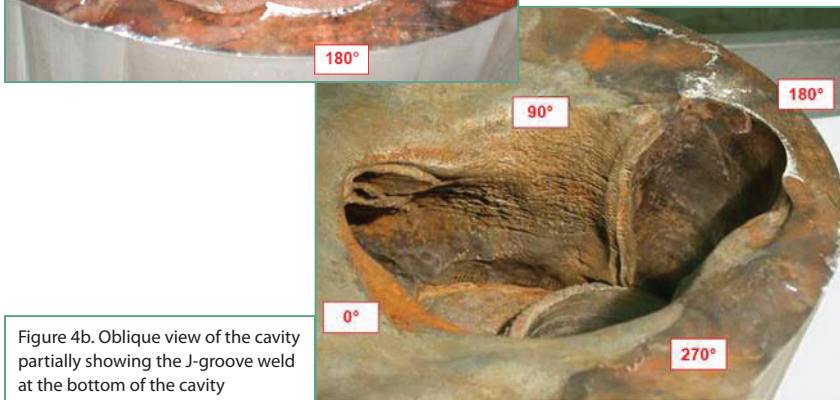 180°
90°
180°
0°
270°
Figure 4b. Oblique view of the cavity
partially showing the J-groove weld
at the bottom of the cavity